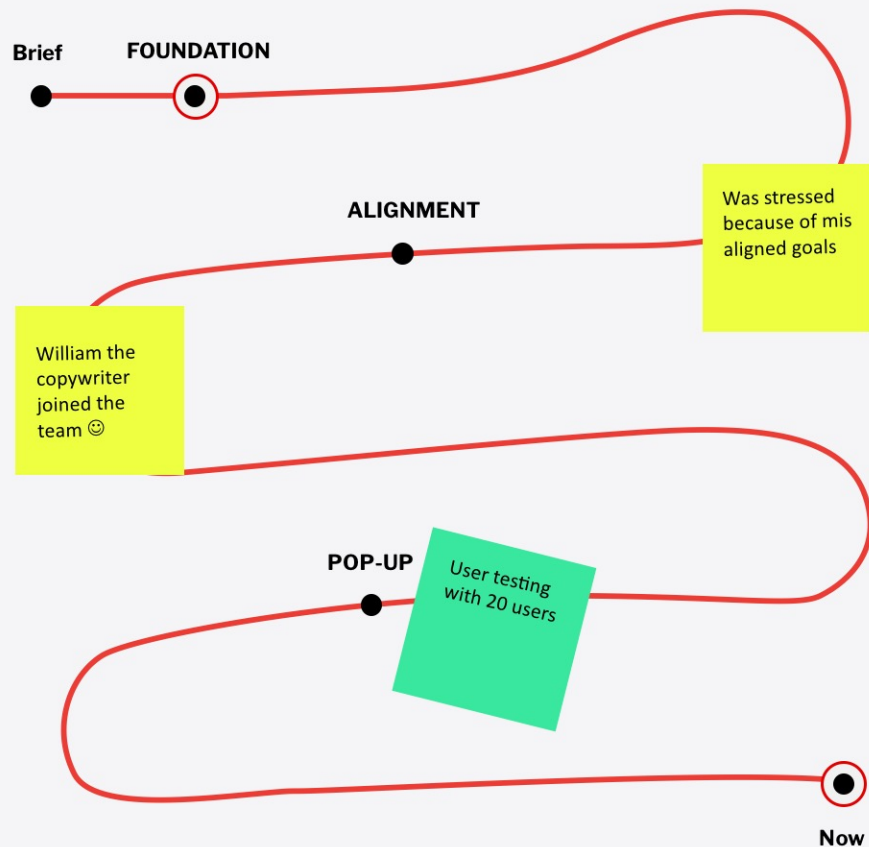 Brief
FOUNDATION
Was stressed
because of mis
aligned goals
ALIGNMENT
William the
copywriter
joined the
team ☺
POP-UP
User testing
with 20 users
Now